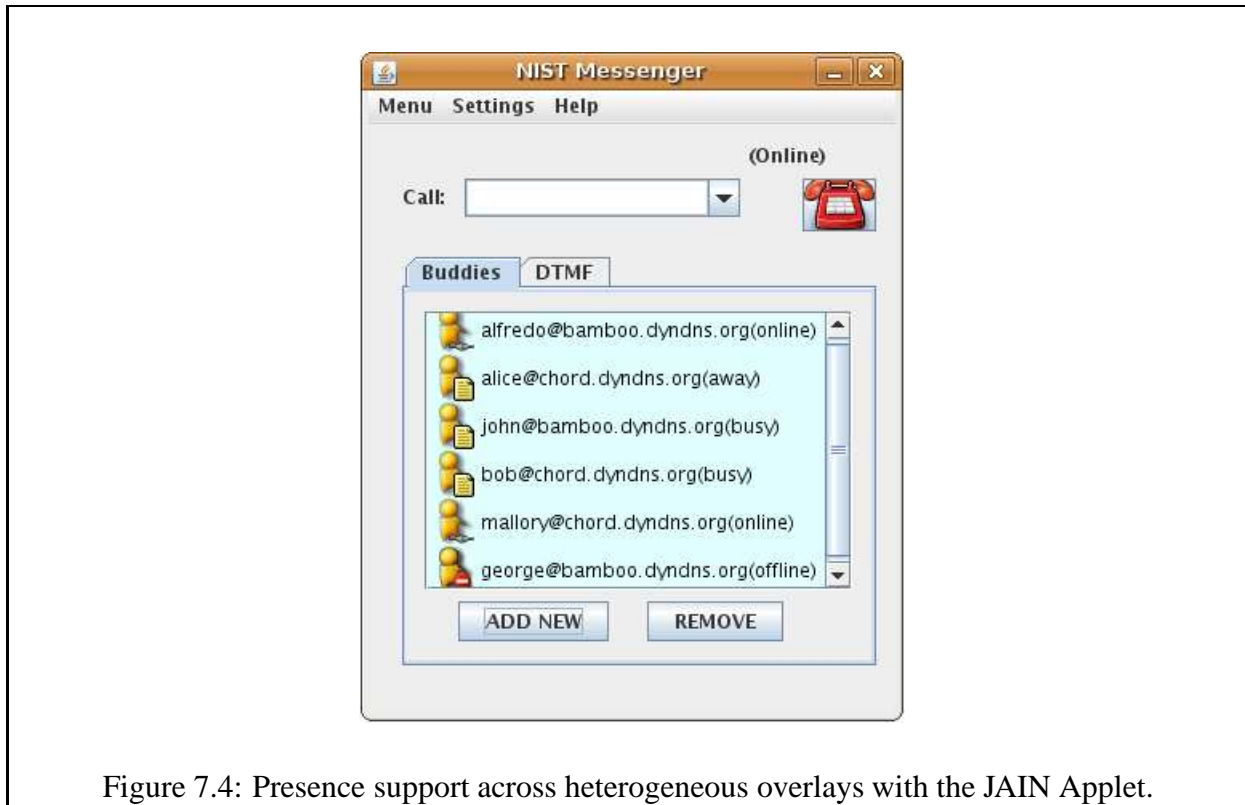 NIST Messenger
Menu Settings Help
(Online)
Call:
Buddies DTMF
alfredo@bamboo.dyndns.org(online)
alice@chord.dyndns.org(away)
john@bamboo.dyndns.org(busy)
bob@chord.dyndns.org(busy)
mallory@chord.dyndns.org(online)
george@bamboo.dyndns.org(offline)
ADD NEW REMOVE
Figure 7.4: Presence support across heterogeneous overlays with the JAIN Applet.